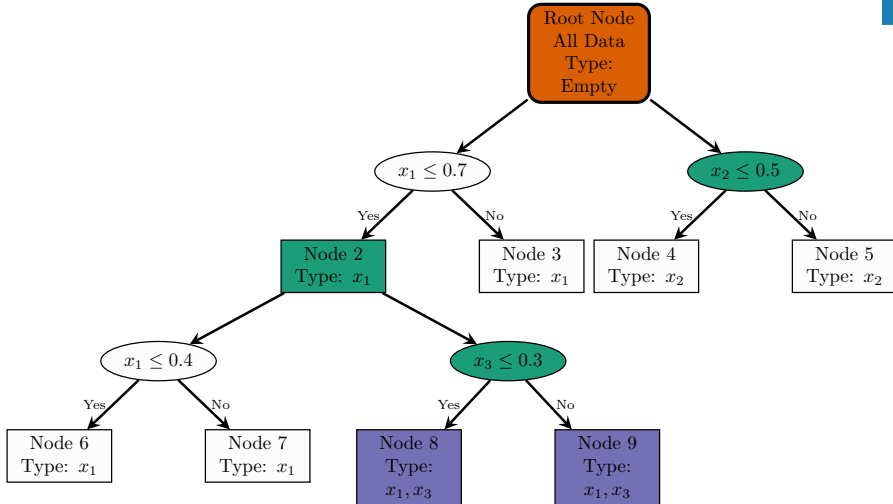 Root Node
All Data
Type:
Empty
x₁ ≤ 0.7
x₂ ≤ 0.5
Yes
No
Yes
No
Node 2
Type: x₁
Node 3
Type: x₁
Node 4
Type: x₂
Node 5
Type: x₂
x₁ ≤ 0.4
x₃ ≤ 0.3
Yes
No
Yes
No
Node 6
Type: x₁
Node 7
Type: x₁
Node 8
Type:
x₁, x₃
Node 9
Type:
x₁, x₃